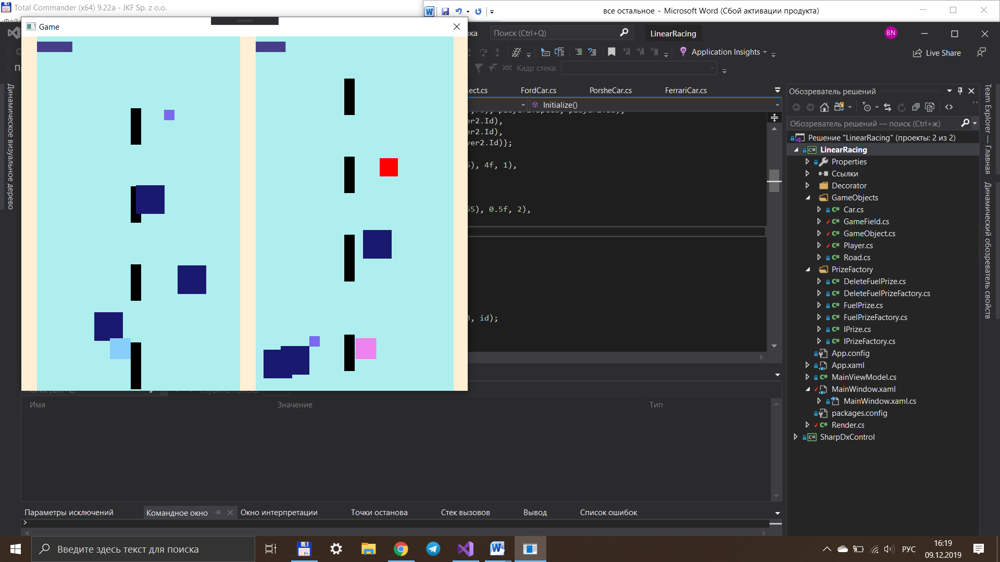 Total Commander (x64) 9.22a - JKF Sp. z o.o.
все остальное - Microsoft Word (Сбой активации продукта)
Game
Поиск (Ctrl+Q)
LinearRacing
BN
Application Insights
Live Share
Кадр стека:
FordCar.cs
PorsheCar.cs
FerrariCar.cs
Initialize()
er2.Id),
er2.Id),
yer2.Id)};
), 4f, 1),
55), 0.5f, 2),
, id);
Динамическое визуальное дерево
Обозреватель решений
Обозреватель решений — поиск (Ctrl+ж)
Решение "LinearRacing" (проекты: 2 из 2)
LinearRacing
Properties
Ссылки
Decorator
GameObjects
Car.cs
GameField.cs
GameObject.cs
Player.cs
Road.cs
PrizeFactory
DeleteFuelPrize.cs
DeleteFuelPrizeFactory.cs
FuelPrize.cs
FuelPrizeFactory.cs
IPrize.cs
IPrizeFactory.cs
App.config
App.xaml
MainViewModel.cs
MainWindow.xaml
MainWindow.xaml.cs
packages.config
Render.cs
SharpDxControl
Team Explorer — Главная
Динамический обозреватель свойств
Имя
Значение
Тип
Параметры исключений
Командное окно
Окно интерпретации
Точки останова
Стек вызовов
Вывод
Список ошибок
>
Введите здесь текст для поиска
РУС
16:19
09.12.2019